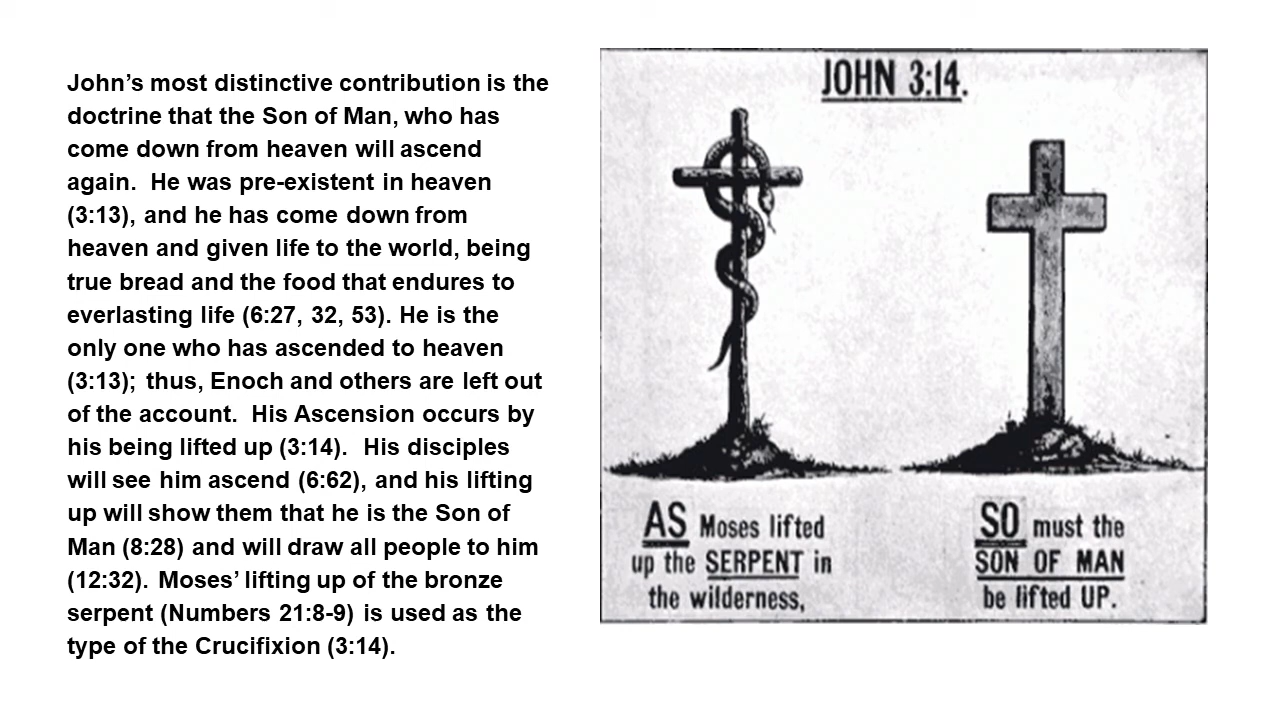 John’s most distinctive contribution is the
doctrine that the Son of Man, who has
come down from heaven will ascend
again.  He was pre-existent in heaven
(3:13), and he has come down from
heaven and given life to the world, being
true bread and the food that endures to
everlasting life (6:27, 32, 53). He is the
only one who has ascended to heaven
(3:13); thus, Enoch and others are left out
of the account.  His Ascension occurs by
his being lifted up (3:14).  His disciples
will see him ascend (6:62), and his lifting
up will show them that he is the Son of
Man (8:28) and will draw all people to him
(12:32).  Moses’ lifting up of the bronze
serpent (Numbers 21:8-9) is used as the
type of the Crucifixion (3:14).
JOHN 3:14.
AS Moses lifted
up the SERPENT in
the wilderness,
SO must the
SON OF MAN
be lifted UP.